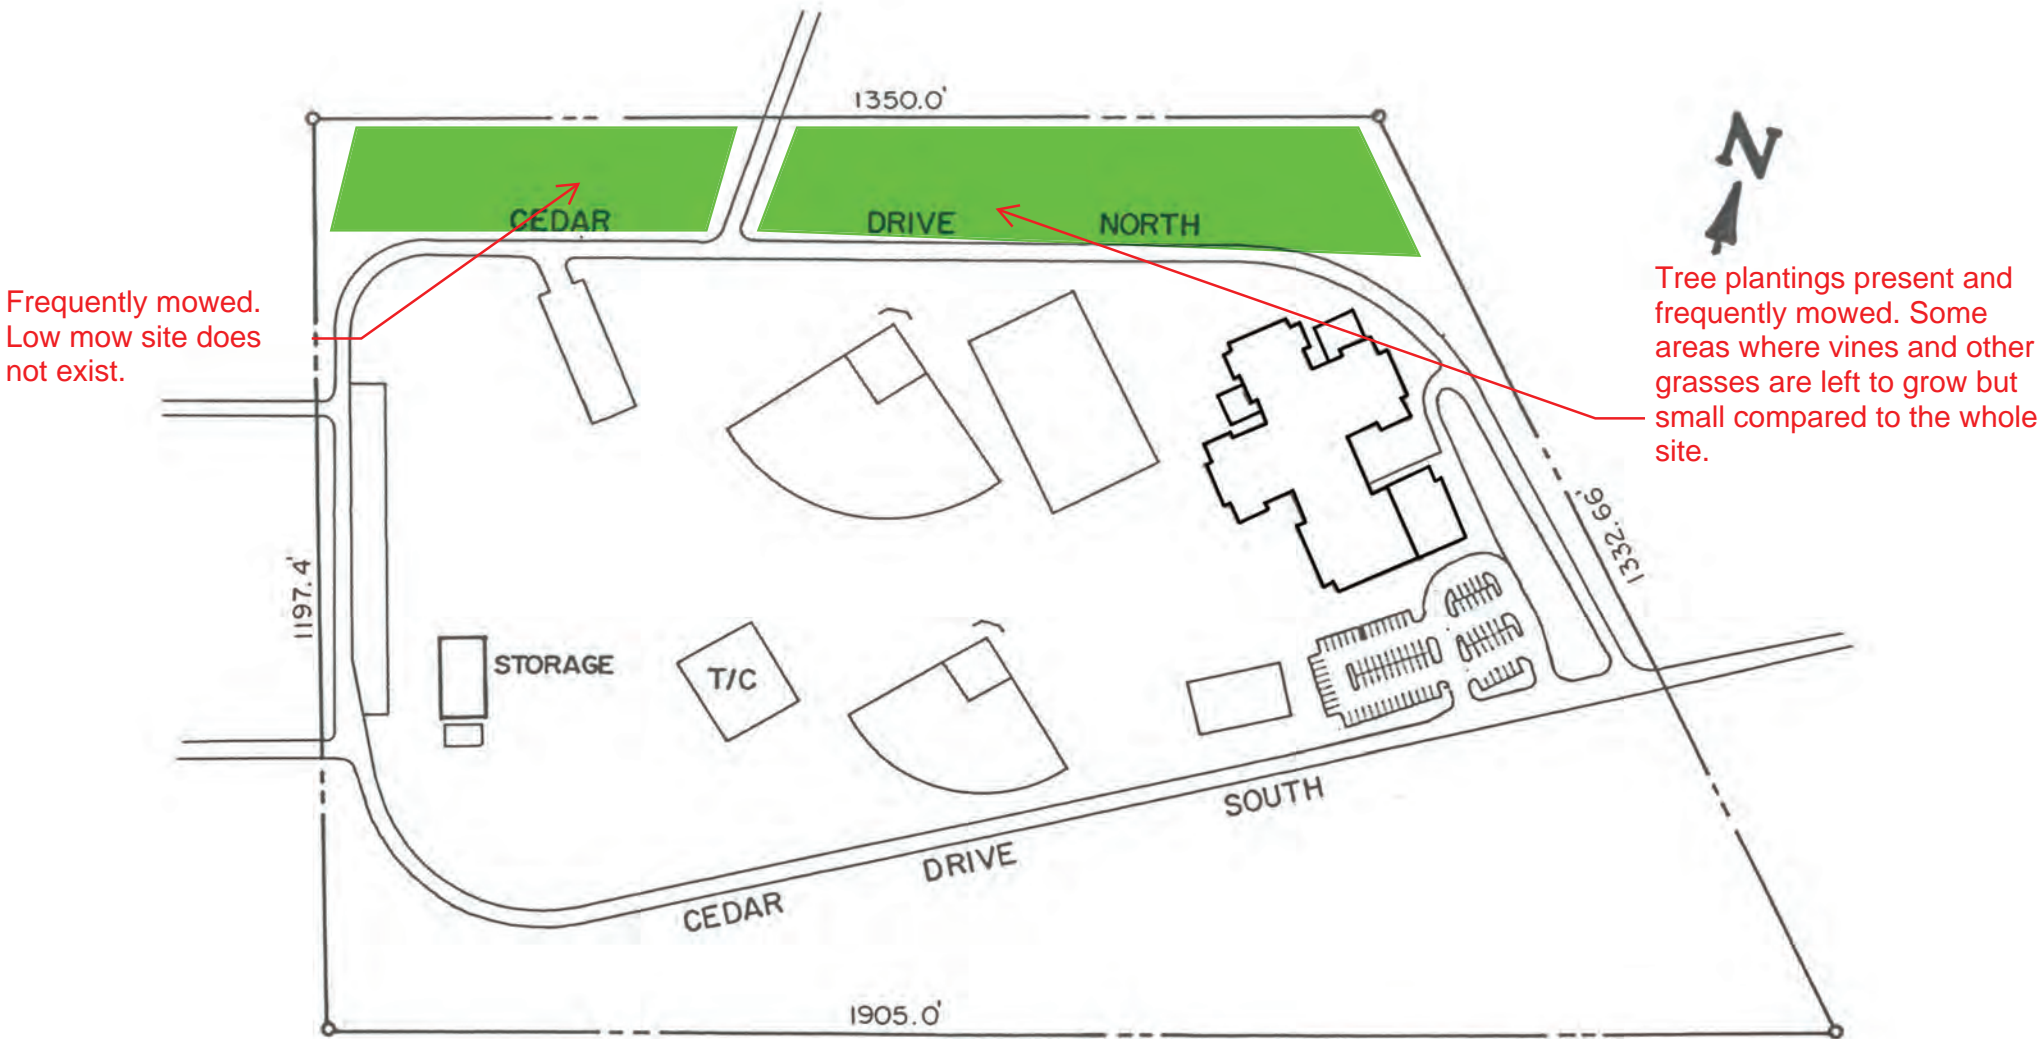 1350.0'
N
CEDAR DRIVE NORTH
Frequently mowed.
Low mow site does
not exist.
Tree plantings present and
frequently mowed. Some
areas where vines and other
grasses are left to grow but
small compared to the whole
site.
1332.66'
1197.4'
STORAGE
T/C
CEDAR DRIVE SOUTH
1905.0'